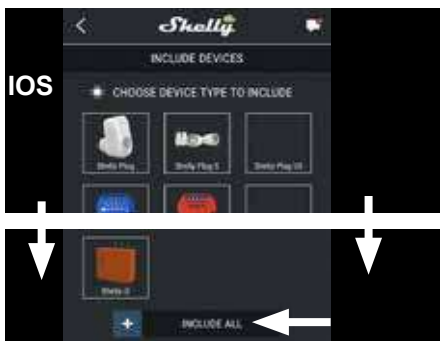 Shelly
INCLUDE DEVICES
IOS
CHOOSE DEVICE TYPE TO INCLUDE
Shelly Plug
Shelly Plug S
Shelly Plug US
INCLUDE ALL